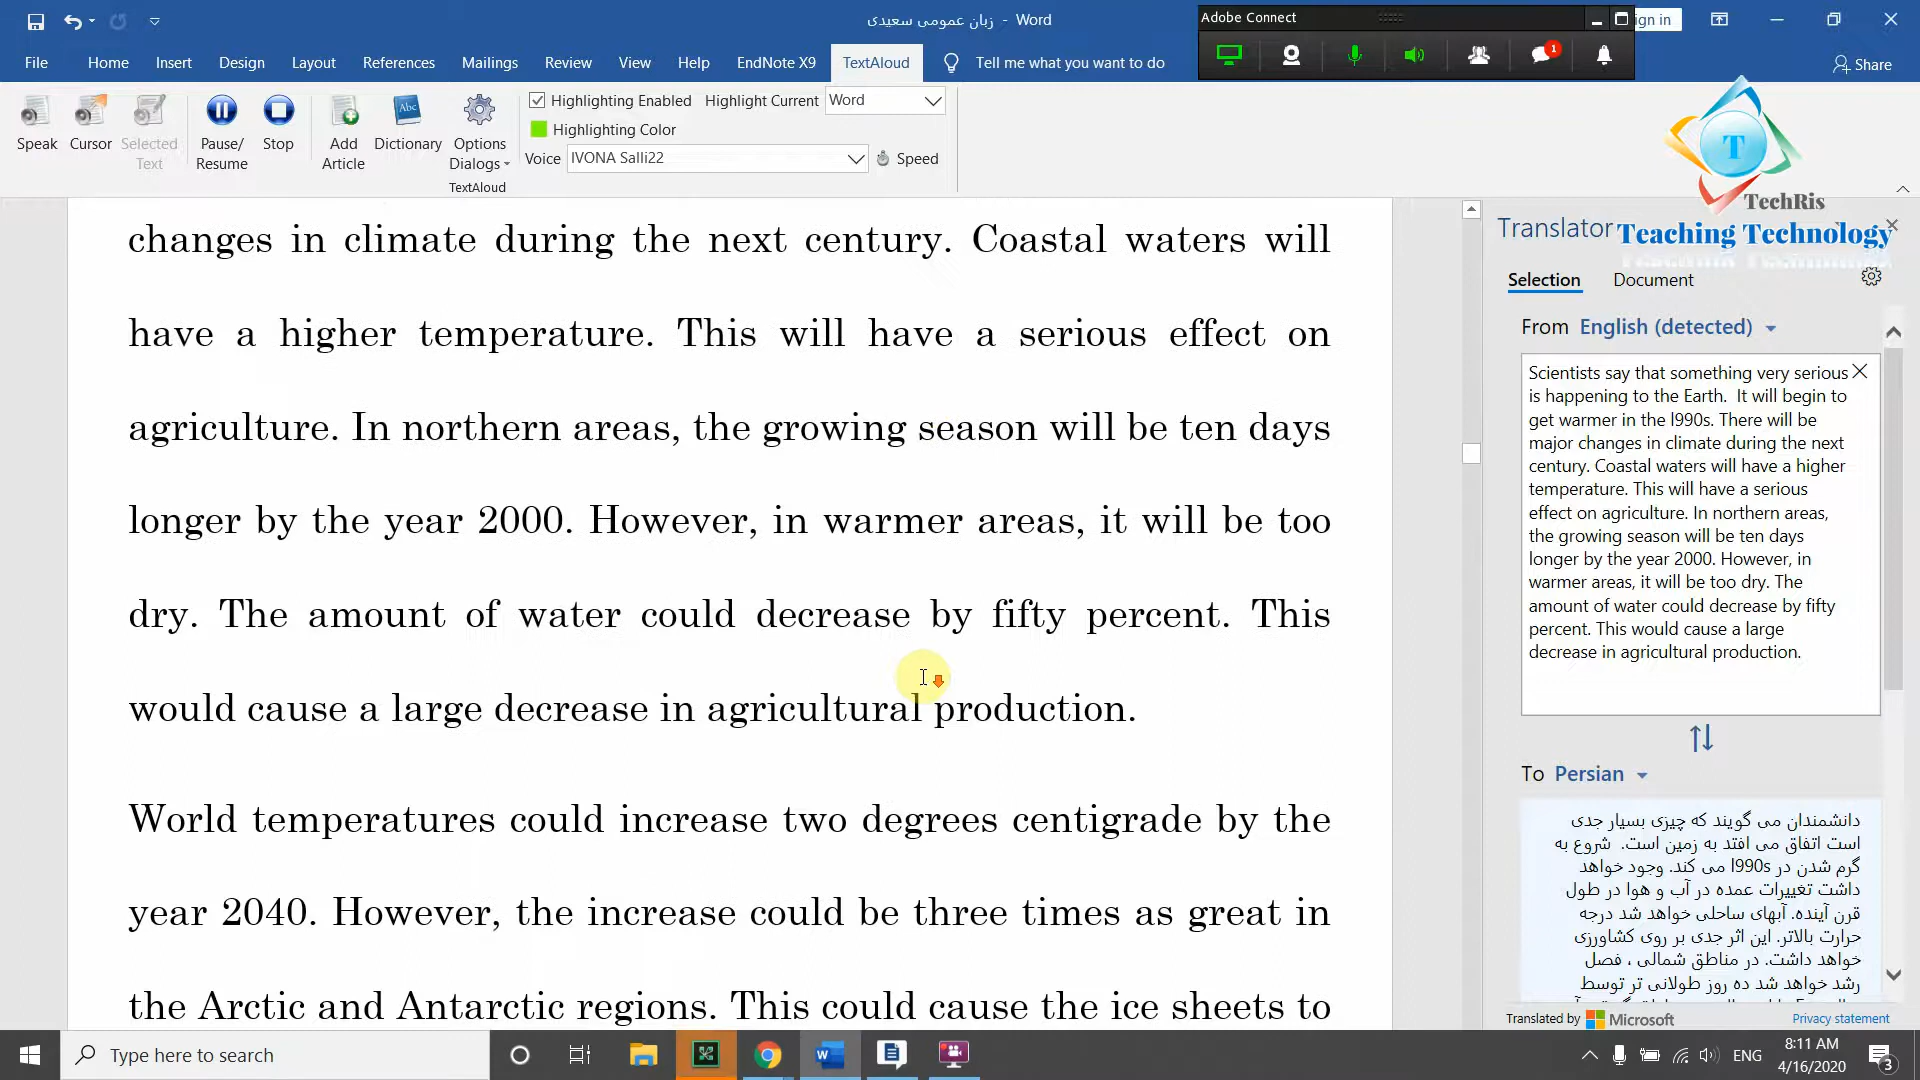 زبان عمومی سعیدی - Word
Adobe Connect
gn in
File Home Insert Design Layout References Mailings Review View Help EndNote X9 TextAloud Tell me what you want to do
1
Share
Speak
Cursor
Selected Text
Pause/ Resume
Stop
Add Article
Dictionary
Abc
Options Dialogs
Highlighting Enabled
Highlight Current
Word
Highlighting Color
Voice
IVONA Salli22
Speed
TextAloud
T
TechRis
Teaching Technology
changes in climate during the next century. Coastal waters will
have a higher temperature. This will have a serious effect on
agriculture. In northern areas, the growing season will be ten days
longer by the year 2000. However, in warmer areas, it will be too
dry. The amount of water could decrease by fifty percent. This
would cause a large decrease in agricultural production.
World temperatures could increase two degrees centigrade by the
year 2040. However, the increase could be three times as great in
the Arctic and Antarctic regions. This could cause the ice sheets to
Translator
Selection
Document
From English (detected)
Scientists say that something very serious
is happening to the Earth. It will begin to
get warmer in the l990s. There will be
major changes in climate during the next
century. Coastal waters will have a higher
temperature. This will have a serious
effect on agriculture. In northern areas,
the growing season will be ten days
longer by the year 2000. However, in
warmer areas, it will be too dry. The
amount of water could decrease by fifty
percent. This would cause a large
decrease in agricultural production.
To Persian
دانشمندان می گویند که چیزی بسیار جدی
است اتفاق می افتد به زمین است. شروع به
گرم شدن در l990s می کند. وجود خواهد
داشت تغییرات عمده در آب و هوا در طول
قرن آینده. آبهای ساحلی خواهد شد درجه
حرارت بالاتر. این اثر جدی بر روی کشاورزی
خواهد داشت. در مناطق شمالی ، فصل
رشد خواهد شد ده روز طولانی تر توسط
Translated by Microsoft
Privacy statement
Type here to search
ENG
8:11 AM
4/16/2020
3